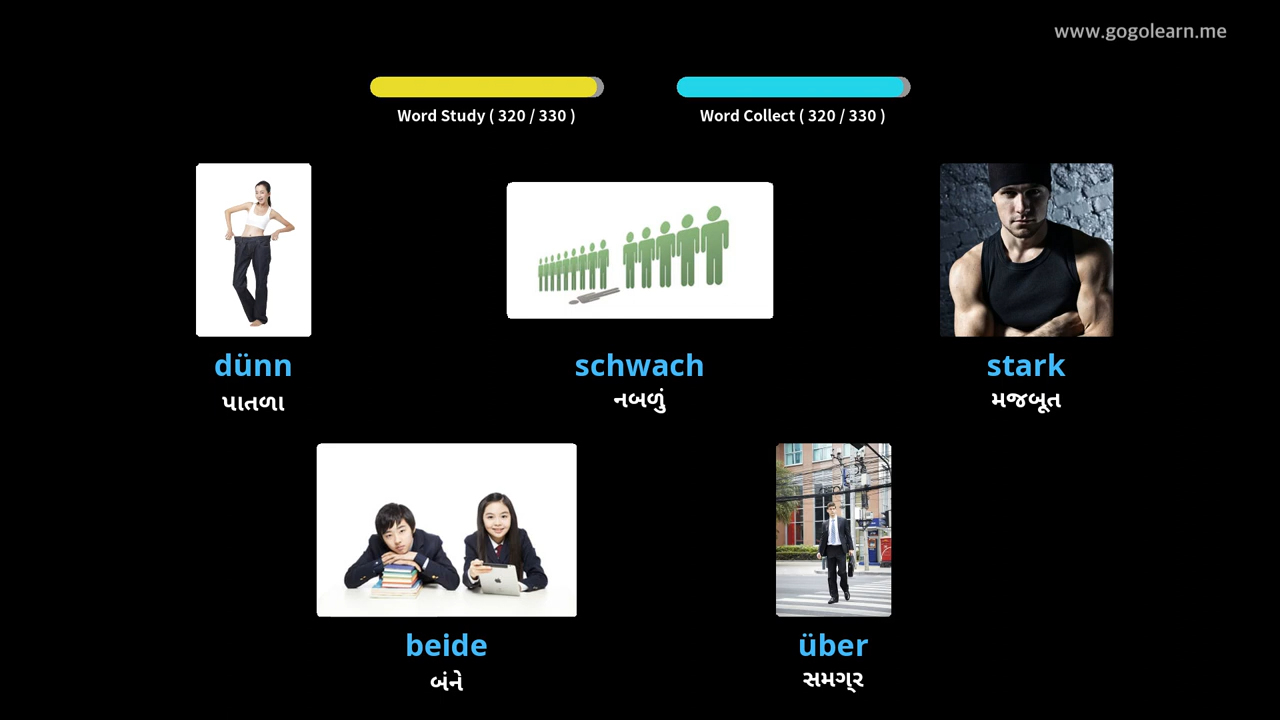 www.gogolearn.me
Word Study ( 320 / 330 )
Word Collect ( 320 / 330 )
dünn
પાતળા
schwach
નબળું
stark
મજબૂત
beide
બંને
über
સમગ્ર